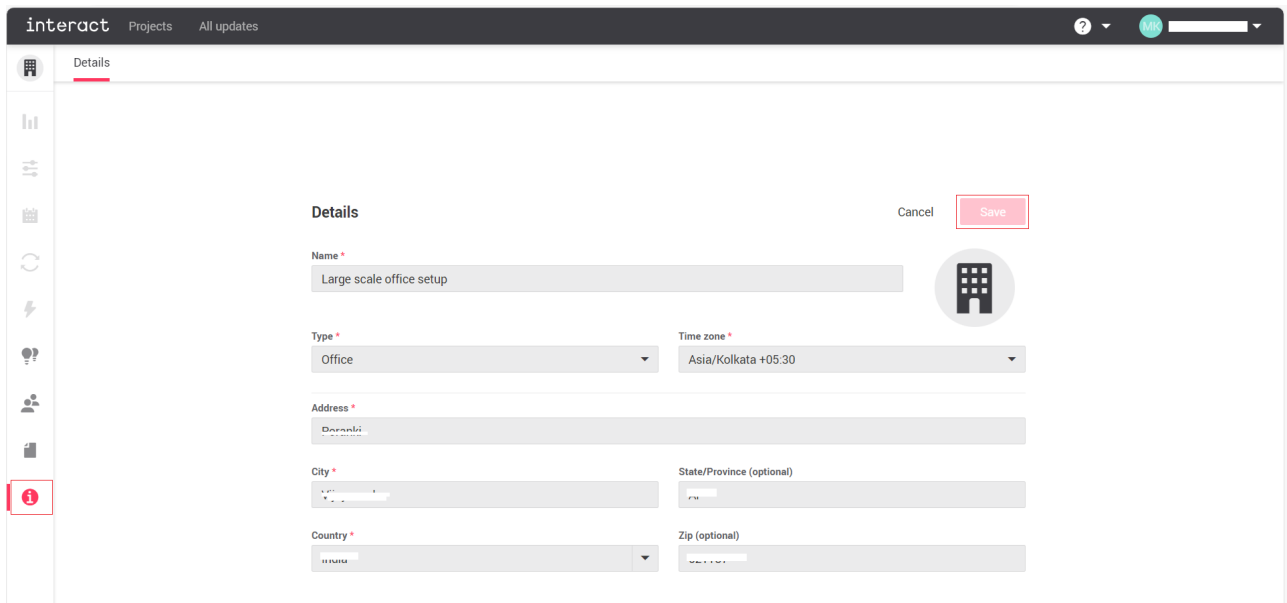 interact Projects All updates ? MK
Details
Details Cancel Save
Name *
Large scale office setup
Type * Time zone *
Office Asia/Kolkata +05:30
Address *
City * State/Province (optional)
Country * Zip (optional)